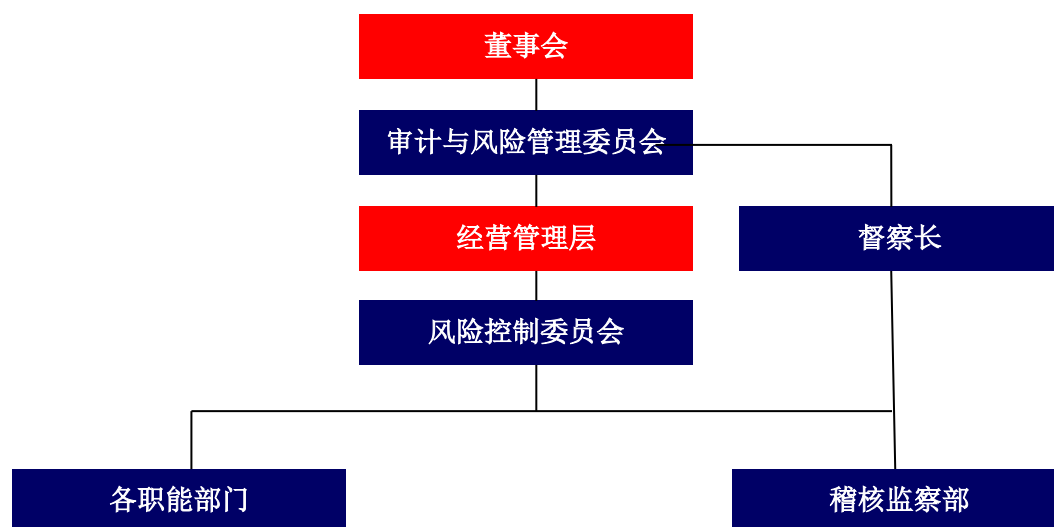 董事会
审计与风险管理委员会
经营管理层
督察长
风险控制委员会
各职能部门
稽核监察部